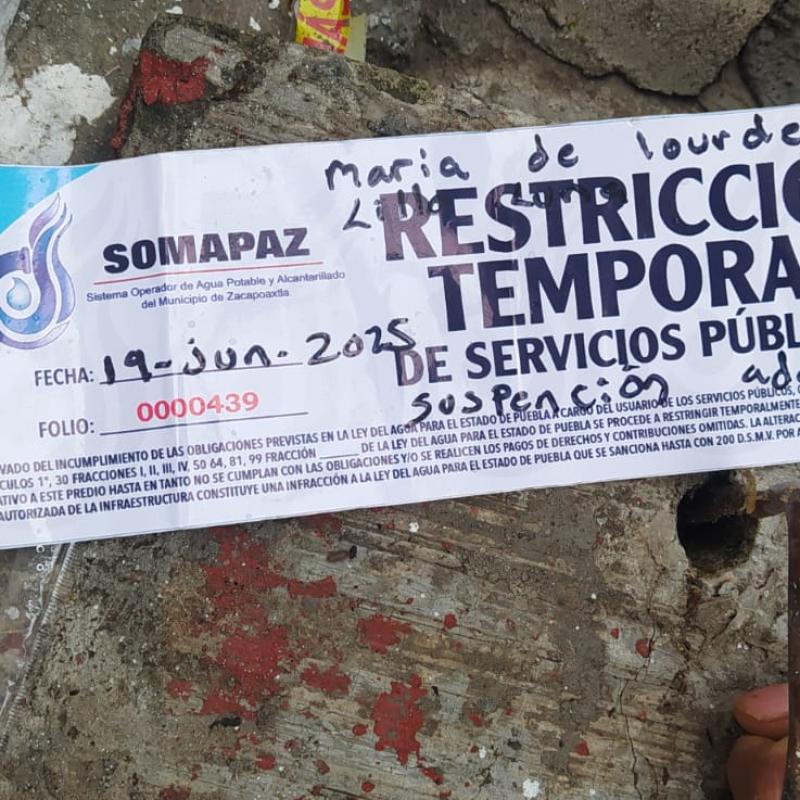 Maria de lourde
RESTRICCIÓ
TEMPORA
DE SERVICIOS PÚBL
SOMAPAZ
Sistema Operador de Agua Potable y Alcantarillado
del Municipio de Zacapoaxtla.
FECHA: 19-jun-2025
suspención ade
FOLIO: 0000439
VADO DEL INCUMPLIMIENTO DE LAS OBLIGACIONES PREVISTAS EN LA LEY DEL AGUA PARA EL ESTADO DE PUEBLA A CARGO DEL USUARIO DE LOS SERVICIOS PÚBLICOS,
CULOS 1°, 30 FRACCIONES I, II, III, IV, 50 64, 81, 99 FRACCIÓN ______ DE LA LEY DEL AGUA PARA EL ESTADO DE PUEBLA SE PROCEDE A RESTRINGIR TEMPORALMENTE
ATIVO A ESTE PREDIO HASTA EN TANTO NO SE CUMPLAN CON LAS OBLIGACIONES Y/O SE REALICEN LOS PAGOS DE DERECHOS Y CONTRIBUCIONES OMITIDAS. LA ALTERAC
AUTORIZADA DE LA INFRAESTRUCTURA CONSTITUYE UNA INFRACCIÓN A LA LEY DEL AGUA PARA EL ESTADO DE PUEBLA QUE SE SANCIONA HASTA CON 200 D.S.M.V. POR A